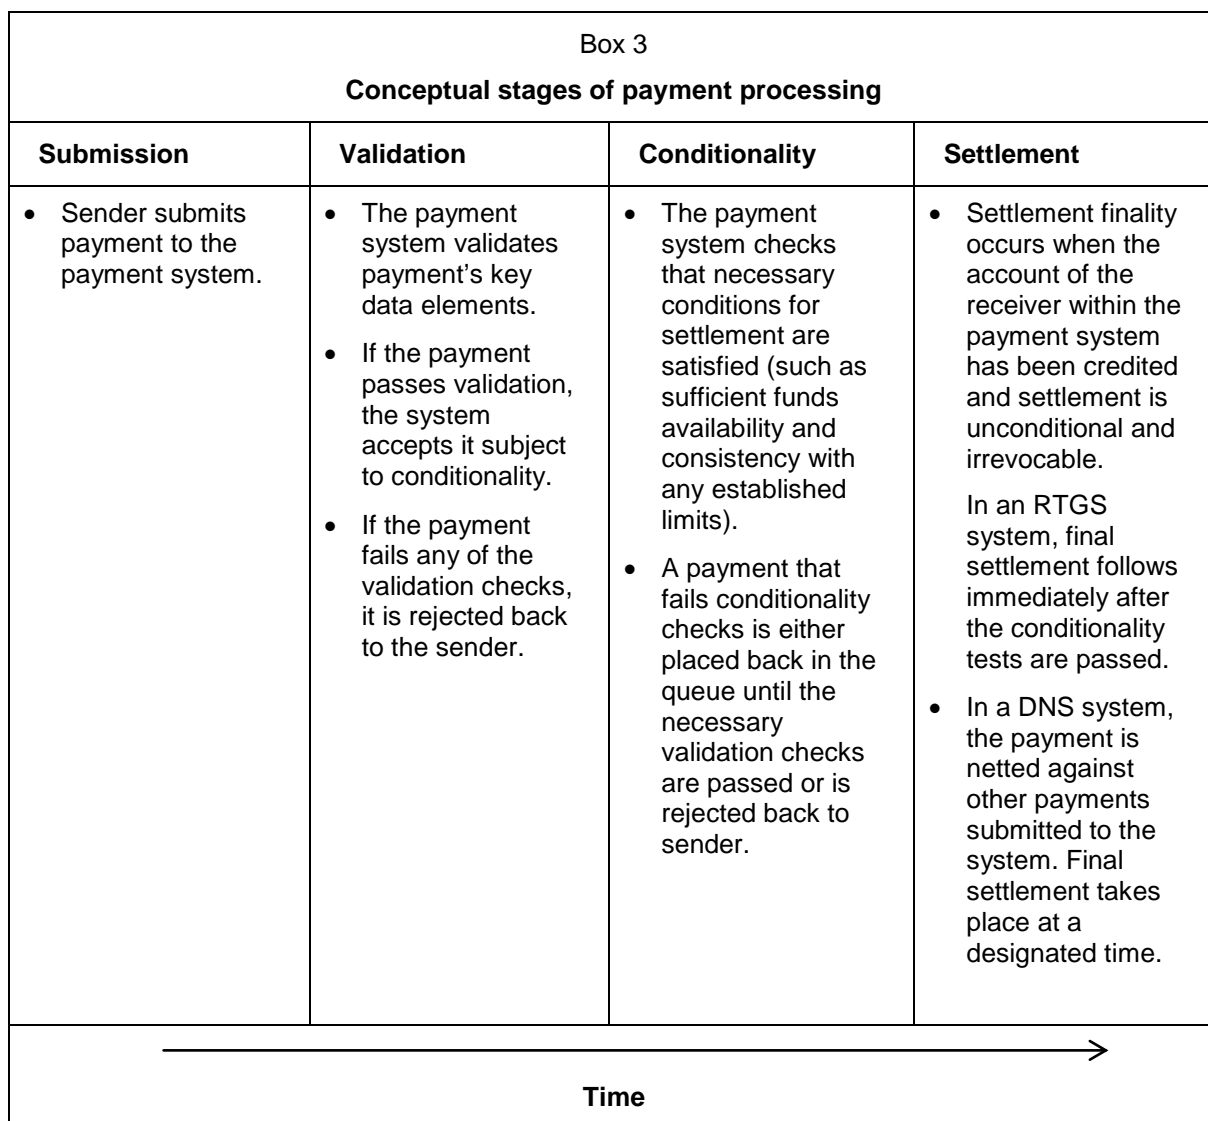 Box 3
Conceptual stages of payment processing
Submission
Validation
Conditionality
Settlement
• Sender submits
payment to the
payment system.
• The payment
system validates
payment’s key
data elements.
• If the payment
passes validation,
the system
accepts it subject
to conditionality.
• If the payment
fails any of the
validation checks,
it is rejected back
to the sender.
• The payment
system checks
that necessary
conditions for
settlement are
satisfied (such as
sufficient funds
availability and
consistency with
any established
limits).
• A payment that
fails conditionality
checks is either
placed back in the
queue until the
necessary
validation checks
are passed or is
rejected back to
sender.
• Settlement finality
occurs when the
account of the
receiver within the
payment system
has been credited
and settlement is
unconditional and
irrevocable.
In an RTGS
system, final
settlement follows
immediately after
the conditionality
tests are passed.
• In a DNS system,
the payment is
netted against
other payments
submitted to the
system. Final
settlement takes
place at a
designated time.
Time